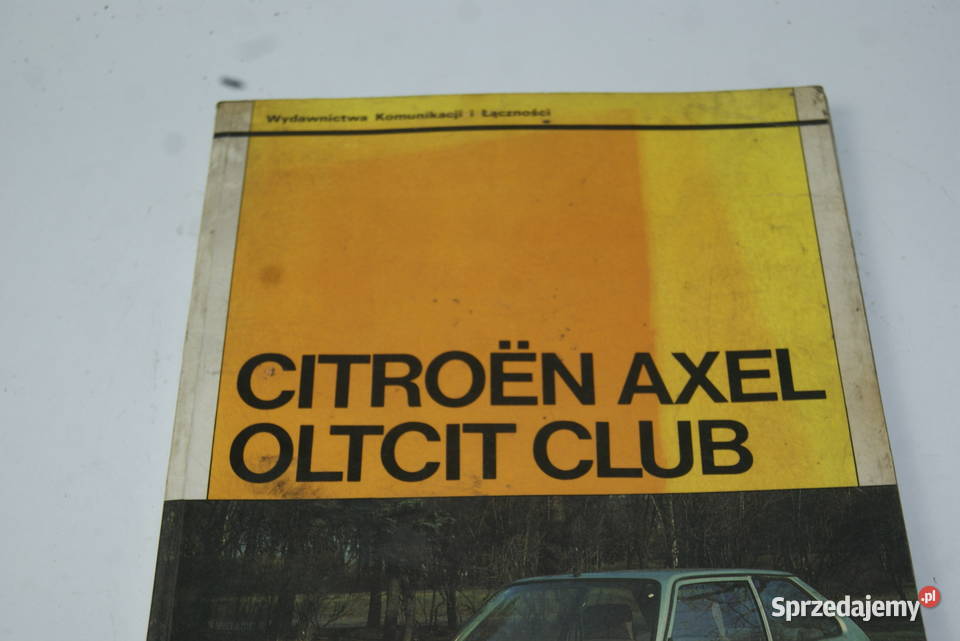 Wydawnictwa Komunikacji i Łączności
CITROËN AXEL
OLTCIT CLUB
Sprzedajemy.pl